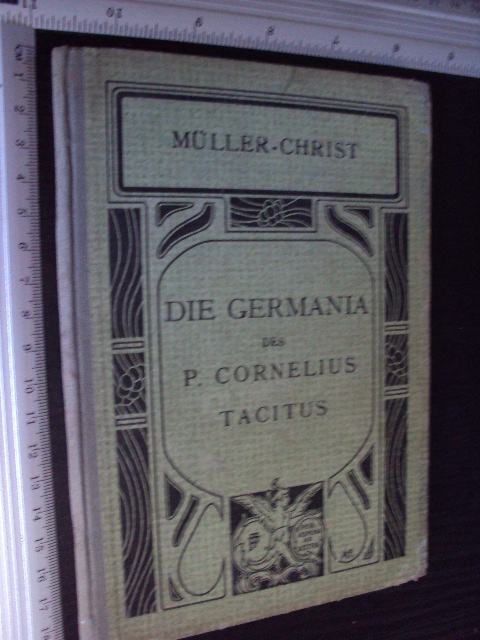 MÜLLER-CHRIST
DIE GERMANIA
DES
P. CORNELIUS
TACITUS